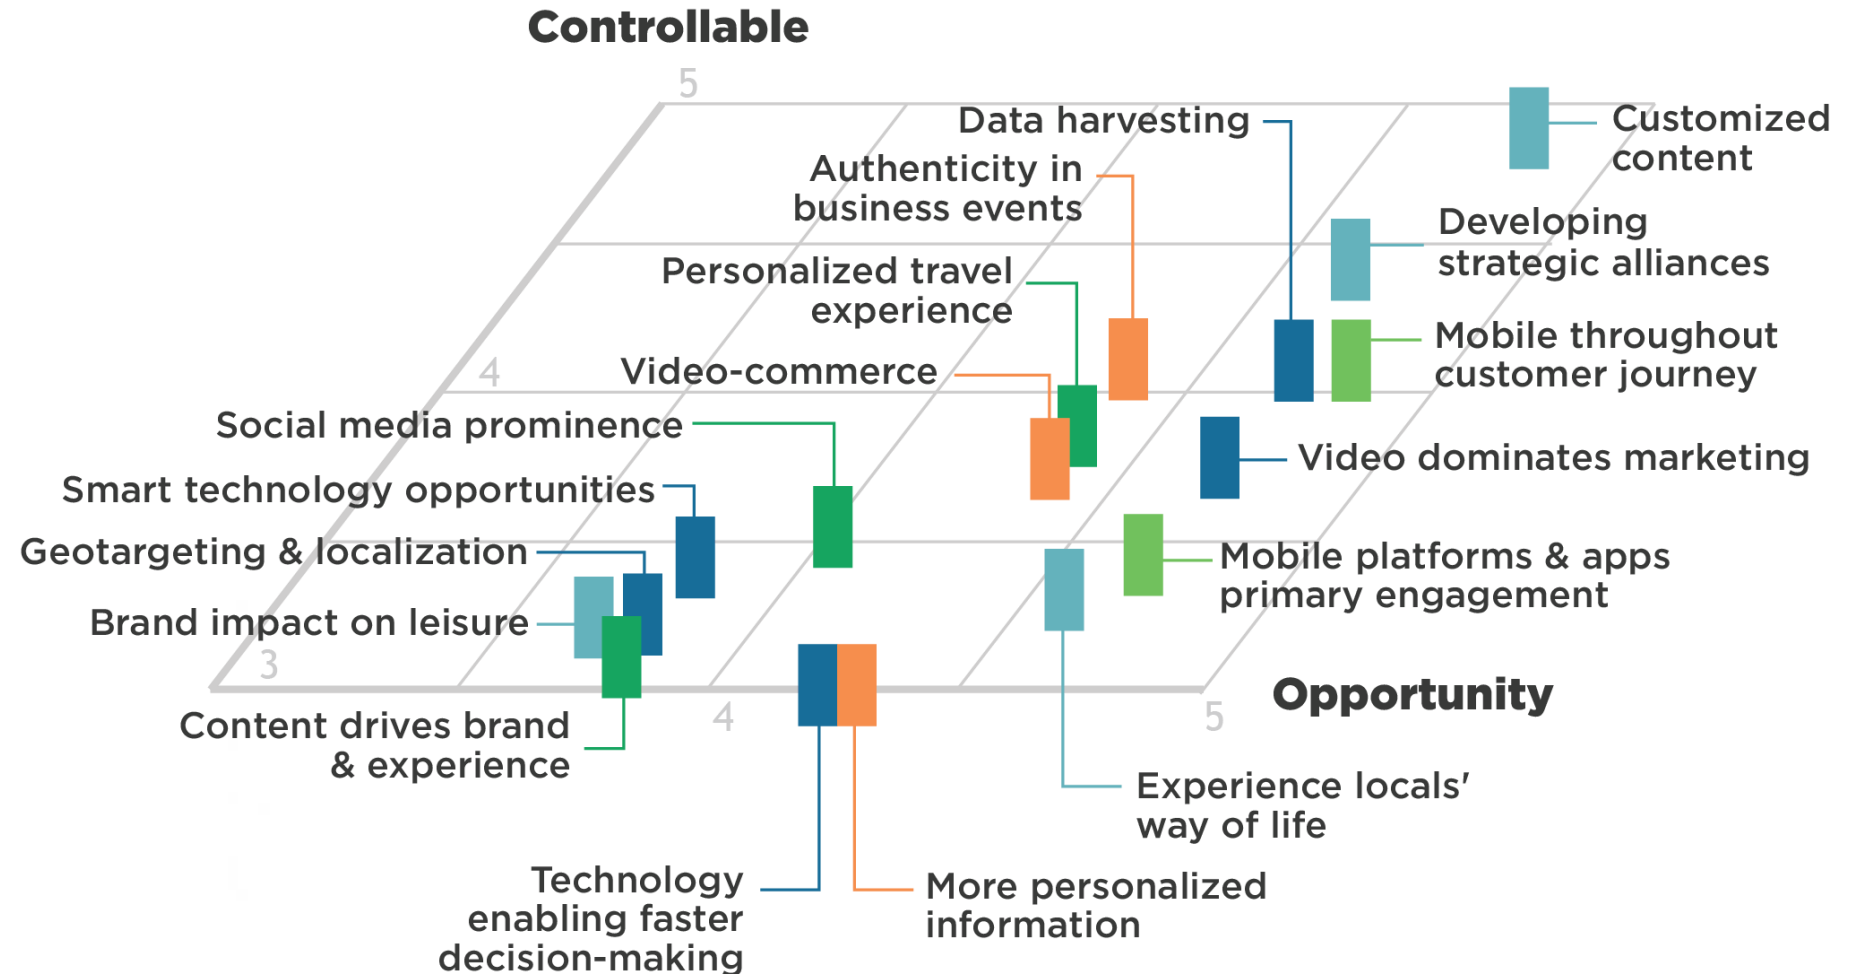 Controllable
5
Data harvesting
Customized
content
Authenticity in
business events
Developing
strategic alliances
Personalized travel
experience
Mobile throughout
customer journey
4
Video-commerce
Social media prominence
Video dominates marketing
Smart technology opportunities
Geotargeting & localization
Mobile platforms & apps
primary engagement
Brand impact on leisure
3
Opportunity
4
5
Content drives brand
& experience
Experience locals'
way of life
Technology
enabling faster
decision-making
More personalized
information